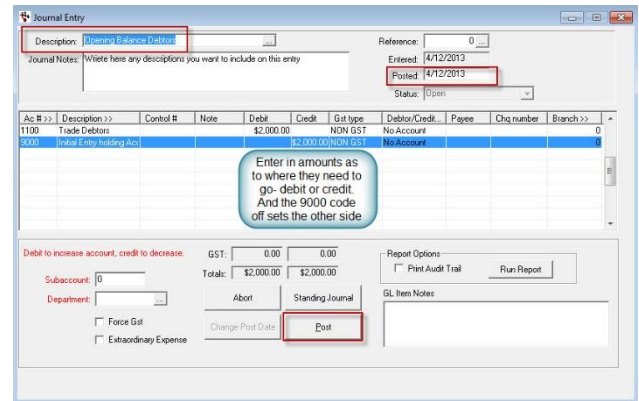 Journal Entry
Description: Opening Balance Debtors ...
Reference: 0 ...
Journal Notes: Wriete here any desciiptions you want to include on this entry
Entered: 4/12/2013
Posted: 4/12/2013
Status: Open
Ac # >> Description >> Control # Note Debit Credit Gst type Debtor/Credit... Payee Chq number Branch >>
1100 Trade Debtors $2,000.00 NON GST No Account 0
9000 Initial Entry holding Acc $2,000.00 NON GST No Account 0
Enter in amounts as
to where they need to
go- debit or credit.
And the 9000 code
off sets the other side
Debit to increase account, credit to decrease.
GST: 0.00 0.00
Report Options
Print Audit Trail Run Report
Subaccount: 0
Totals: $2,000.00 $2,000.00
Department: ...
Abort Standing Journal
GL Item Notes
Force Gst
Change Post Date Post
Extraordinary Expense